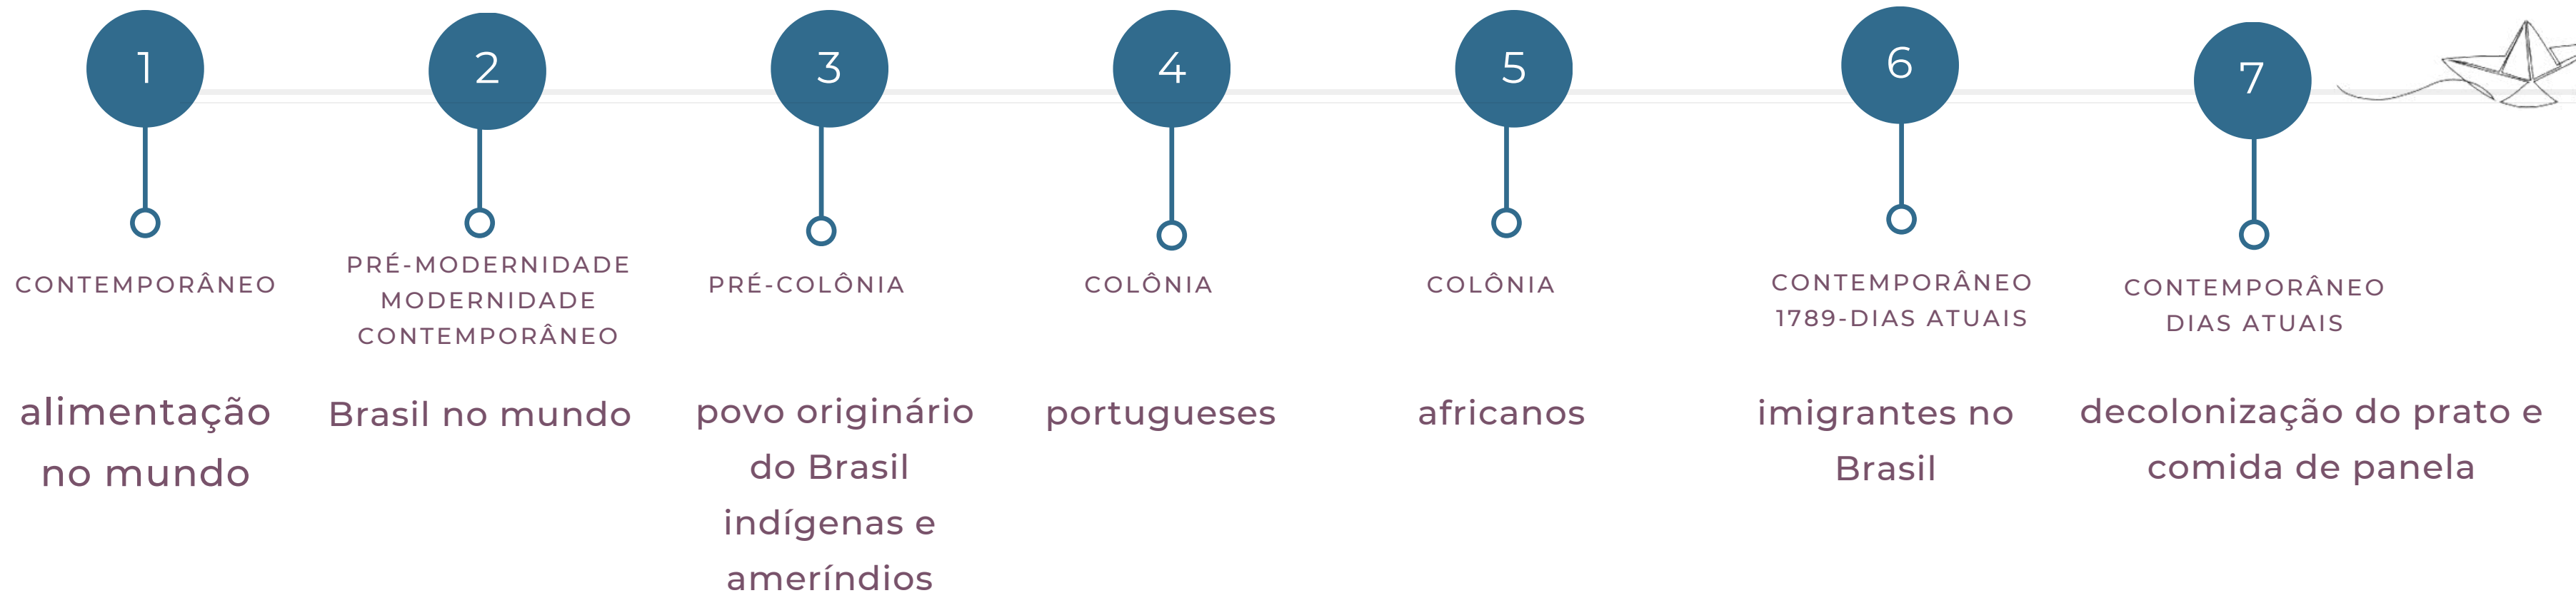 1
CONTEMPORÂNEO
alimentação
no mundo
2
PRÉ-MODERNIDADE
MODERNIDADE
CONTEMPORÂNEO
Brasil no mundo
3
PRÉ-COLÔNIA
povo originário
do Brasil
indígenas e
ameríndios
4
COLÔNIA
portugueses
5
COLÔNIA
africanos
6
CONTEMPORÂNEO
1789-DIAS ATUAIS
imigrantes no
Brasil
7
CONTEMPORÂNEO
DIAS ATUAIS
decolonização do prato e
comida de panela